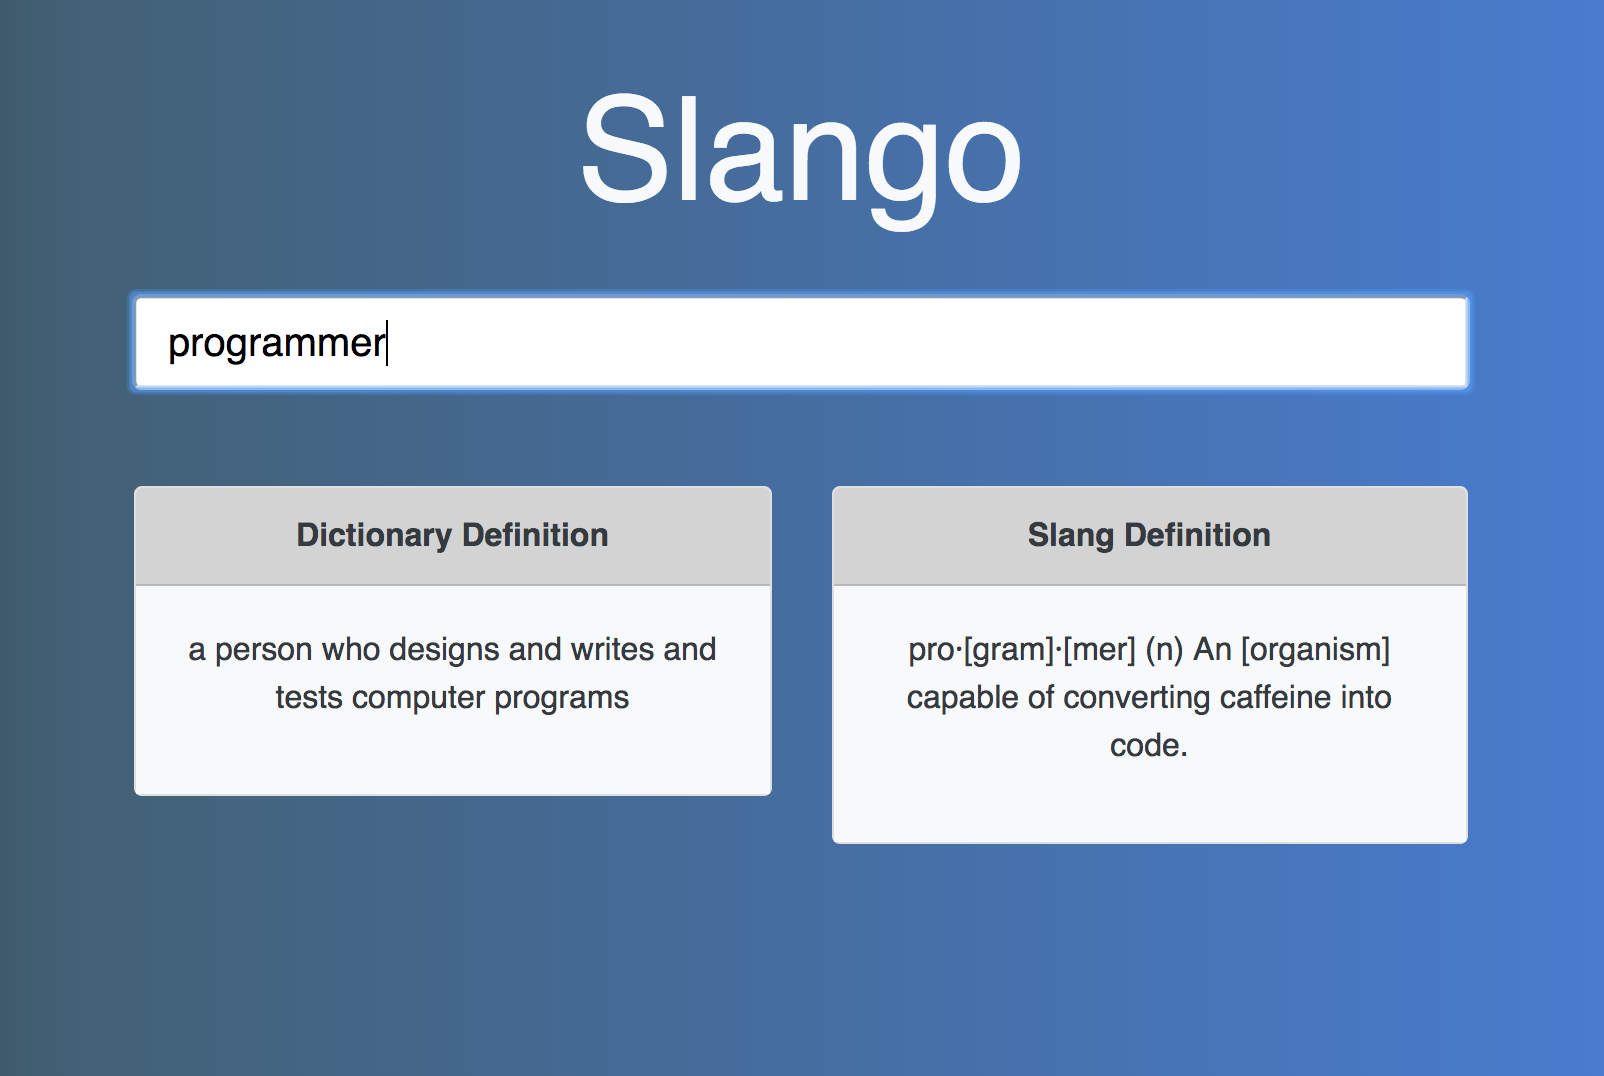 Slango
programmer
Dictionary Definition
a person who designs and writes and
tests computer programs
Slang Definition
pro·[gram]·[mer] (n) An [organism]
capable of converting caffeine into
code.